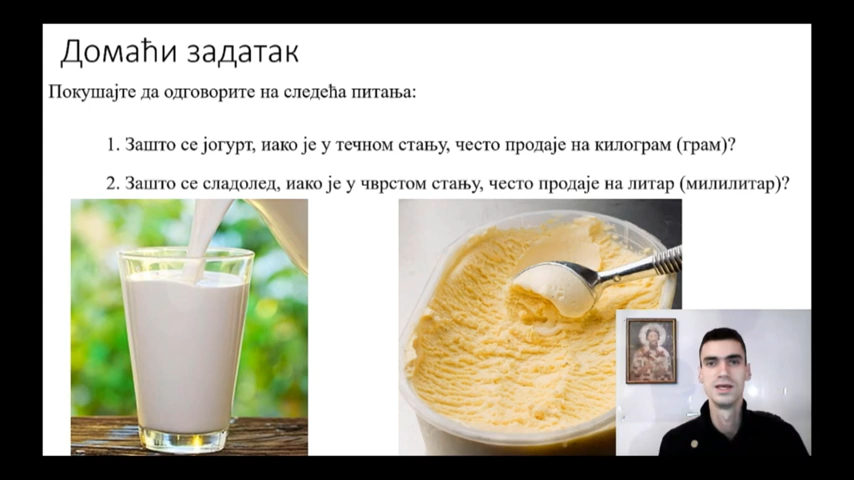 Домаћи задатак
Покушајте да одговорите на следећа питања:
1. Зашто се јогурт, иако је у течном стању, често продаје на килограм (грам)?
2. Зашто се сладолед, иако је у чврстом стању, често продаје на литар (милилитар)?